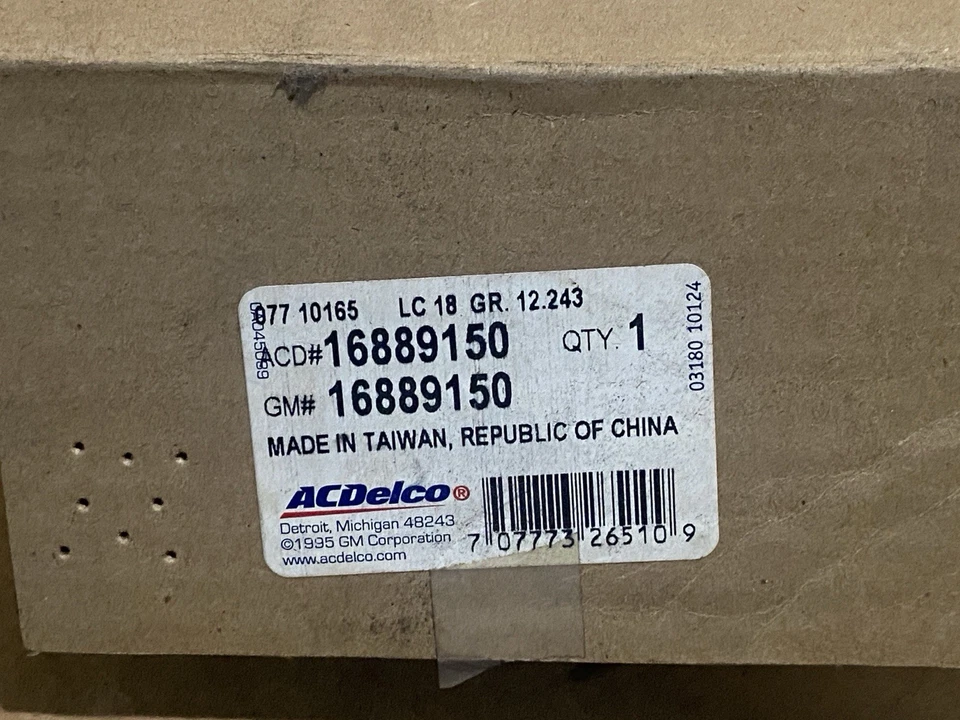 077 10165 LC 18 GR. 12.243
ACD# 16889150 QTY. 1
GM# 16889150
MADE IN TAIWAN, REPUBLIC OF CHINA
ACDelco®
Detroit, Michigan 48243
©1995 GM Corporation
www.acdelco.com
7 07773 26510 9
03180 10124